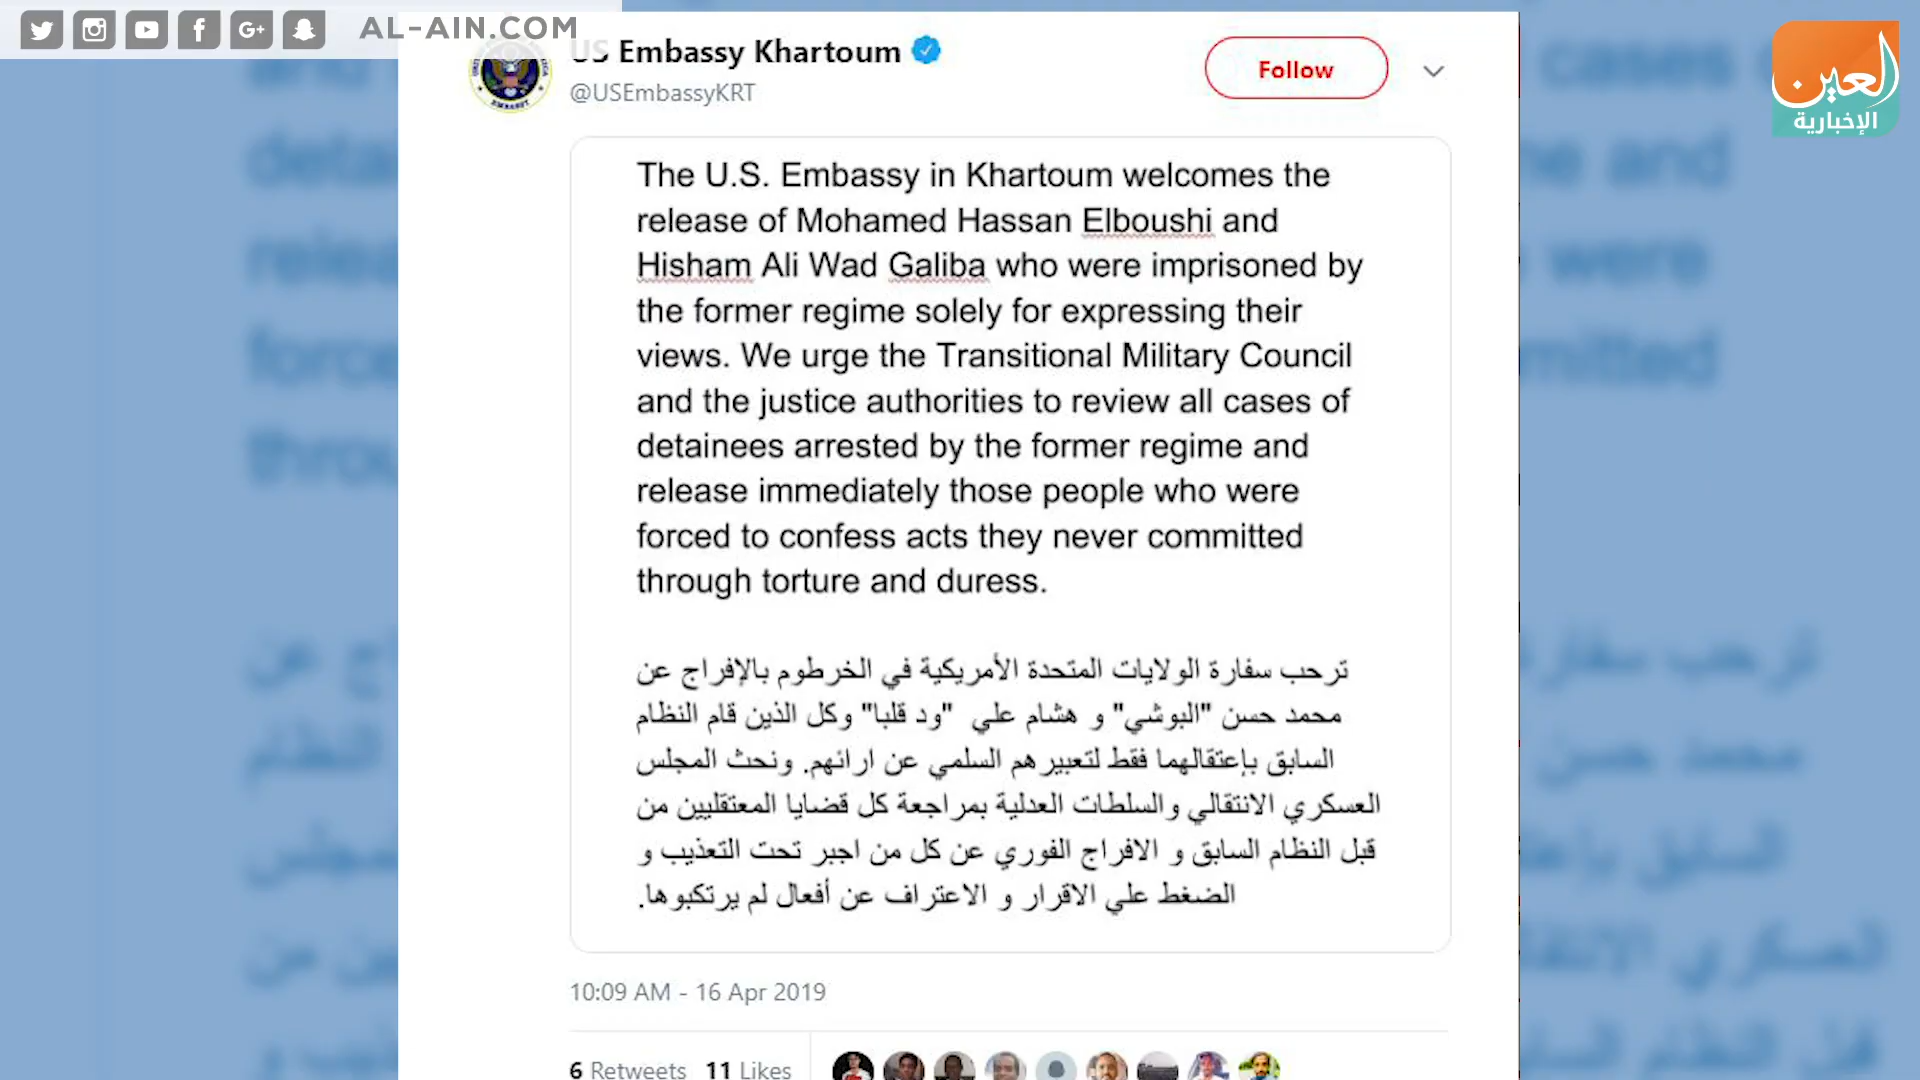 AL-AIN.COM
العين
الإخبارية
US Embassy Khartoum
@USEmbassyKRT
Follow
The U.S. Embassy in Khartoum welcomes the
release of Mohamed Hassan Elboushi and
Hisham Ali Wad Galiba who were imprisoned by
the former regime solely for expressing their
views. We urge the Transitional Military Council
and the justice authorities to review all cases of
detainees arrested by the former regime and
release immediately those people who were
forced to confess acts they never committed
through torture and duress.
ترحب سفارة الولايات المتحدة الأمريكية في الخرطوم بالإفراج عن
محمد حسن "البوشي" و هشام علي "ود قلبا" وكل الذين قام النظام
السابق بإعتقالهما فقط لتعبيرهم السلمي عن ارائهم. ونحث المجلس
العسكري الانتقالي والسلطات العدلية بمراجعة كل قضايا المعتقليين من
قبل النظام السابق و الافراج الفوري عن كل من اجبر تحت التعذيب و
الضغط علي الاقرار و الاعتراف عن أفعال لم يرتكبوها.
10:09 AM - 16 Apr 2019
6 Retweets 11 Likes